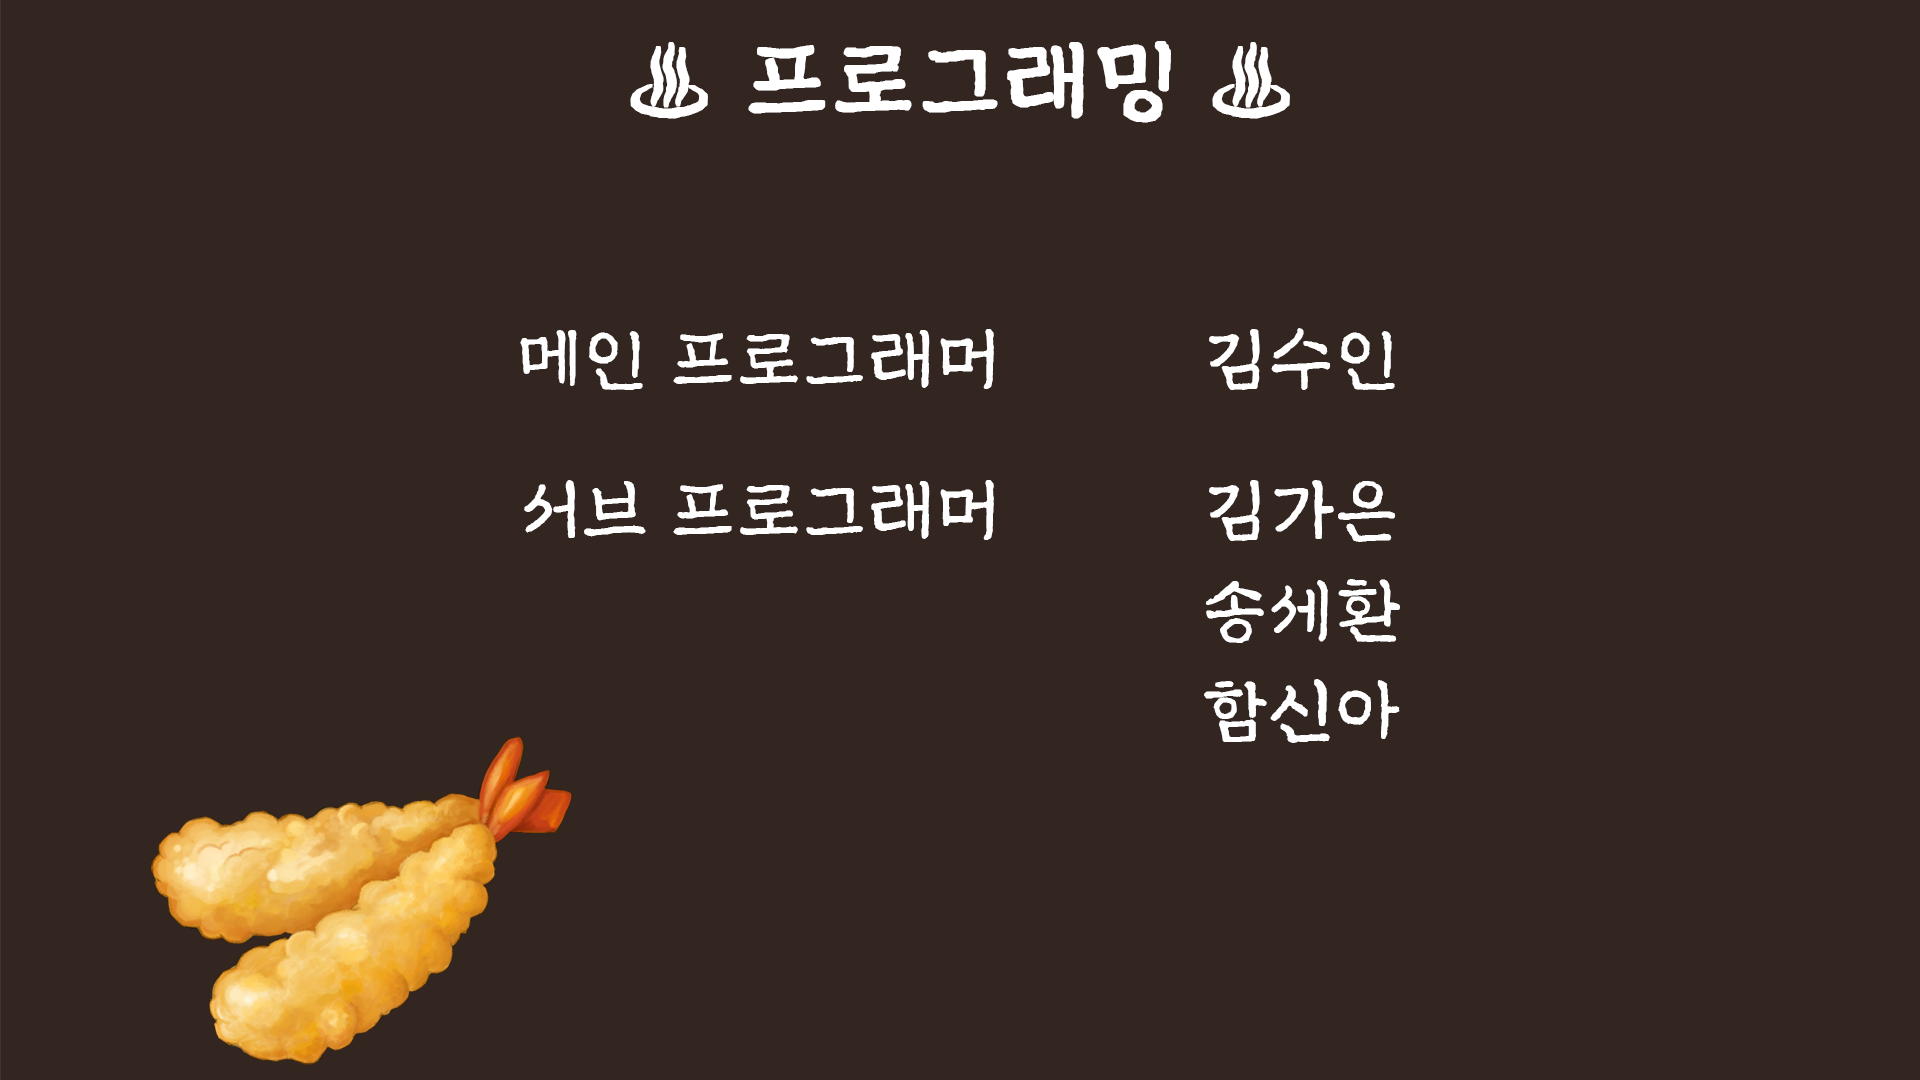 ♨ 프로그래밍 ♨
메인 프로그래머 김수인
서브 프로그래머 김가은
송세환
함신아